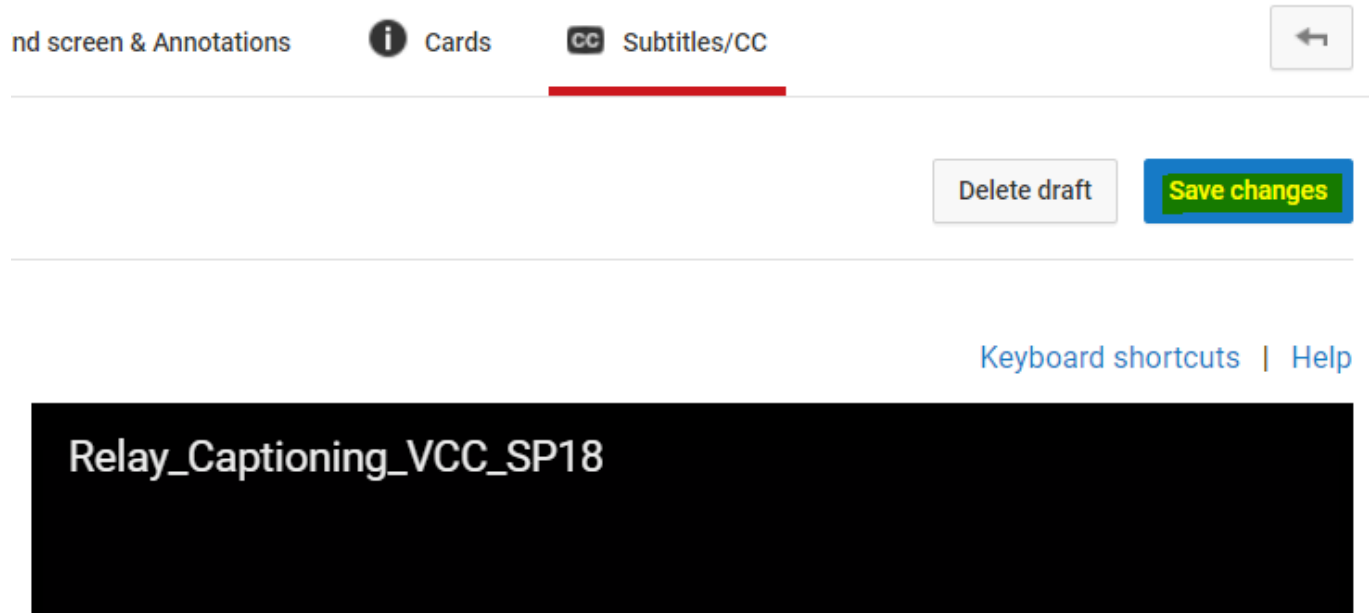 nd screen & Annotations i Cards CC Subtitles/CC
Delete draft Save changes
Keyboard shortcuts | Help
Relay_Captioning_VCC_SP18